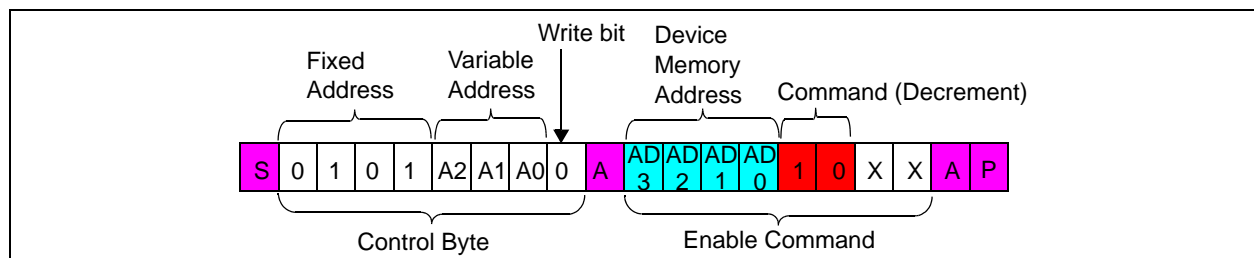 Write bit
Device
Memory
Address
Fixed
Address
Variable
Address
Command (Decrement)
S 0 1 0 1 A2 A1 A0 0 A AD3 AD2 AD1 AD0 1 0 X X A P
Control Byte
Enable Command